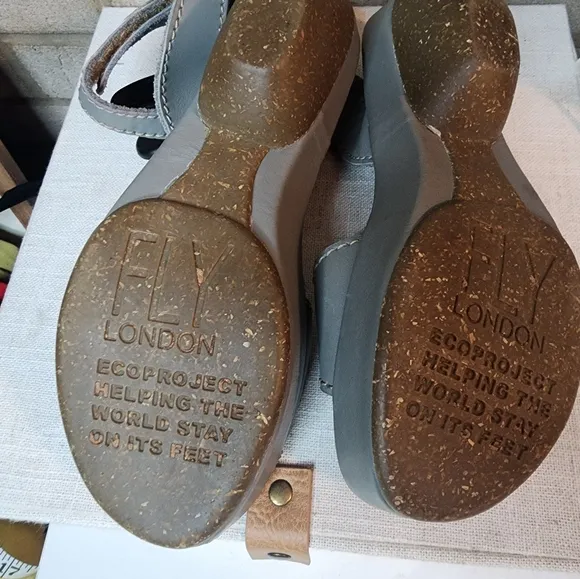 FLY
LONDON
ECOPROJECT
HELPING THE
WORLD STAY
ON ITS FEET
FLY
LONDON
ECOPROJECT
HELPING THE
WORLD STAY
ON ITS FEET